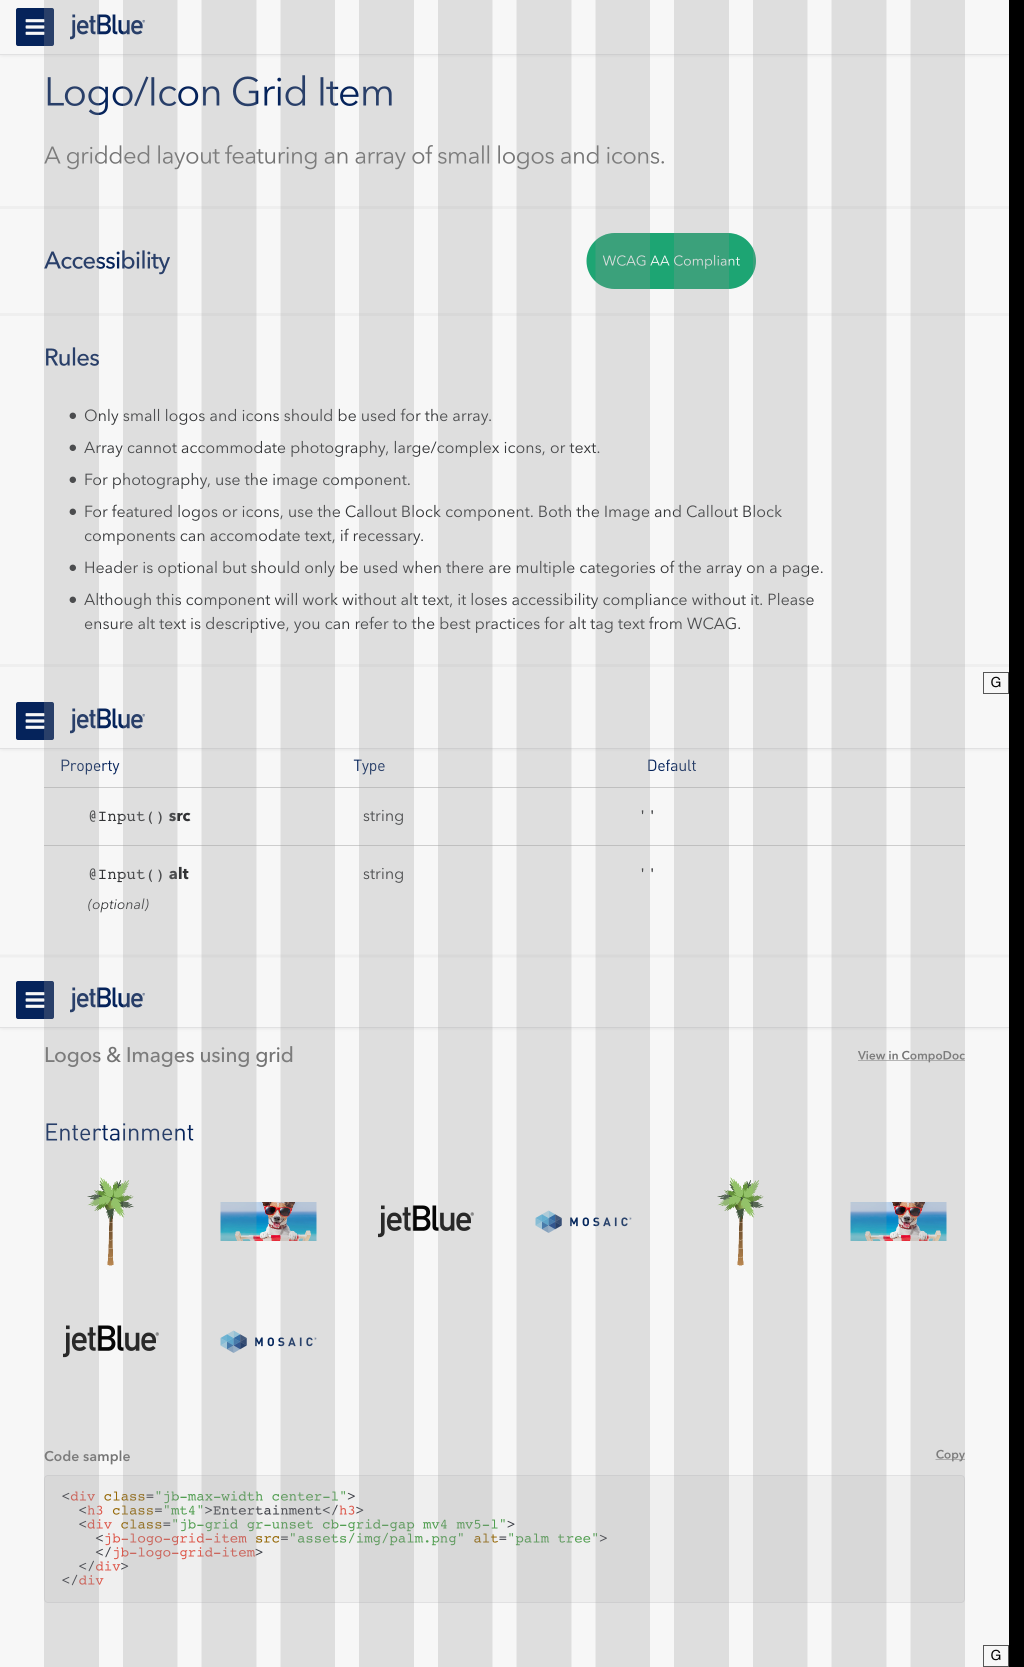 jetBlue
Logo/Icon Grid Item
A gridded layout featuring an array of small logos and icons.
Accessibility
WCAG AA Compliant
Rules
• Only small logos and icons should be used for the array.
• Array cannot accommodate photography, large/complex icons, or text.
• For photography, use the image component.
• For featured logos or icons, use the Callout Block component. Both the Image and Callout Block
components can accomodate text, if recessary.
• Header is optional but should only be used when there are multiple categories of the array on a page.
• Although this component will work without alt text, it loses accessibility compliance without it. Please
ensure alt text is descriptive, you can refer to the best practices for alt tag text from WCAG.
G
jetBlue
Property Type Default
@Input() src string ' '
@Input() alt string ' '
(optional)
jetBlue
Logos & Images using grid View in CompoDoc
Entertainment
jetBlue MOSAIC
jetBlue MOSAIC
Code sample Copy
<div class="jb-max-width center-l">
<h3 class="mt4">Entertainment</h3>
<div class="jb-grid gr-unset cb-grid-gap mv4 mv5-l">
<jb-logo-grid-item src="assets/img/palm.png" alt="palm tree">
</jb-logo-grid-item>
</div>
</div
G